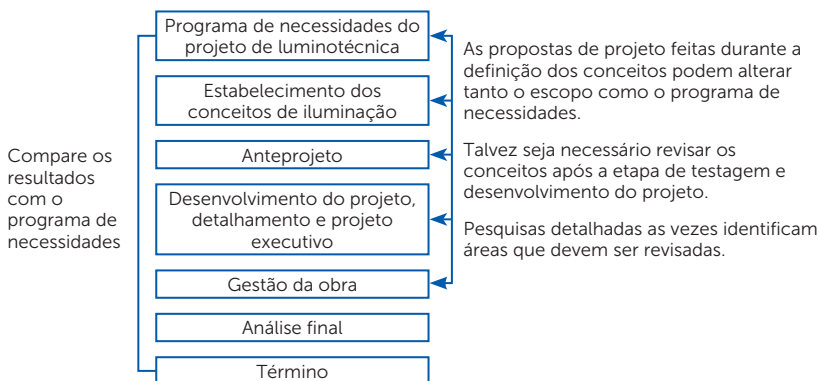 Programa de necessidades do
projeto de luminotécnica
Estabelecimento dos
conceitos de iluminação
Anteprojeto
Desenvolvimento do projeto,
detalhamento e projeto
executivo
Gestão da obra
Análise final
Término
Compare os
resultados
com o
programa de
necessidades
As propostas de projeto feitas durante a
definição dos conceitos podem alterar
tanto o escopo como o programa de
necessidades.
Talvez seja necessário revisar os
conceitos após a etapa de testagem e
desenvolvimento do projeto.
Pesquisas detalhadas as vezes identificam
áreas que devem ser revisadas.